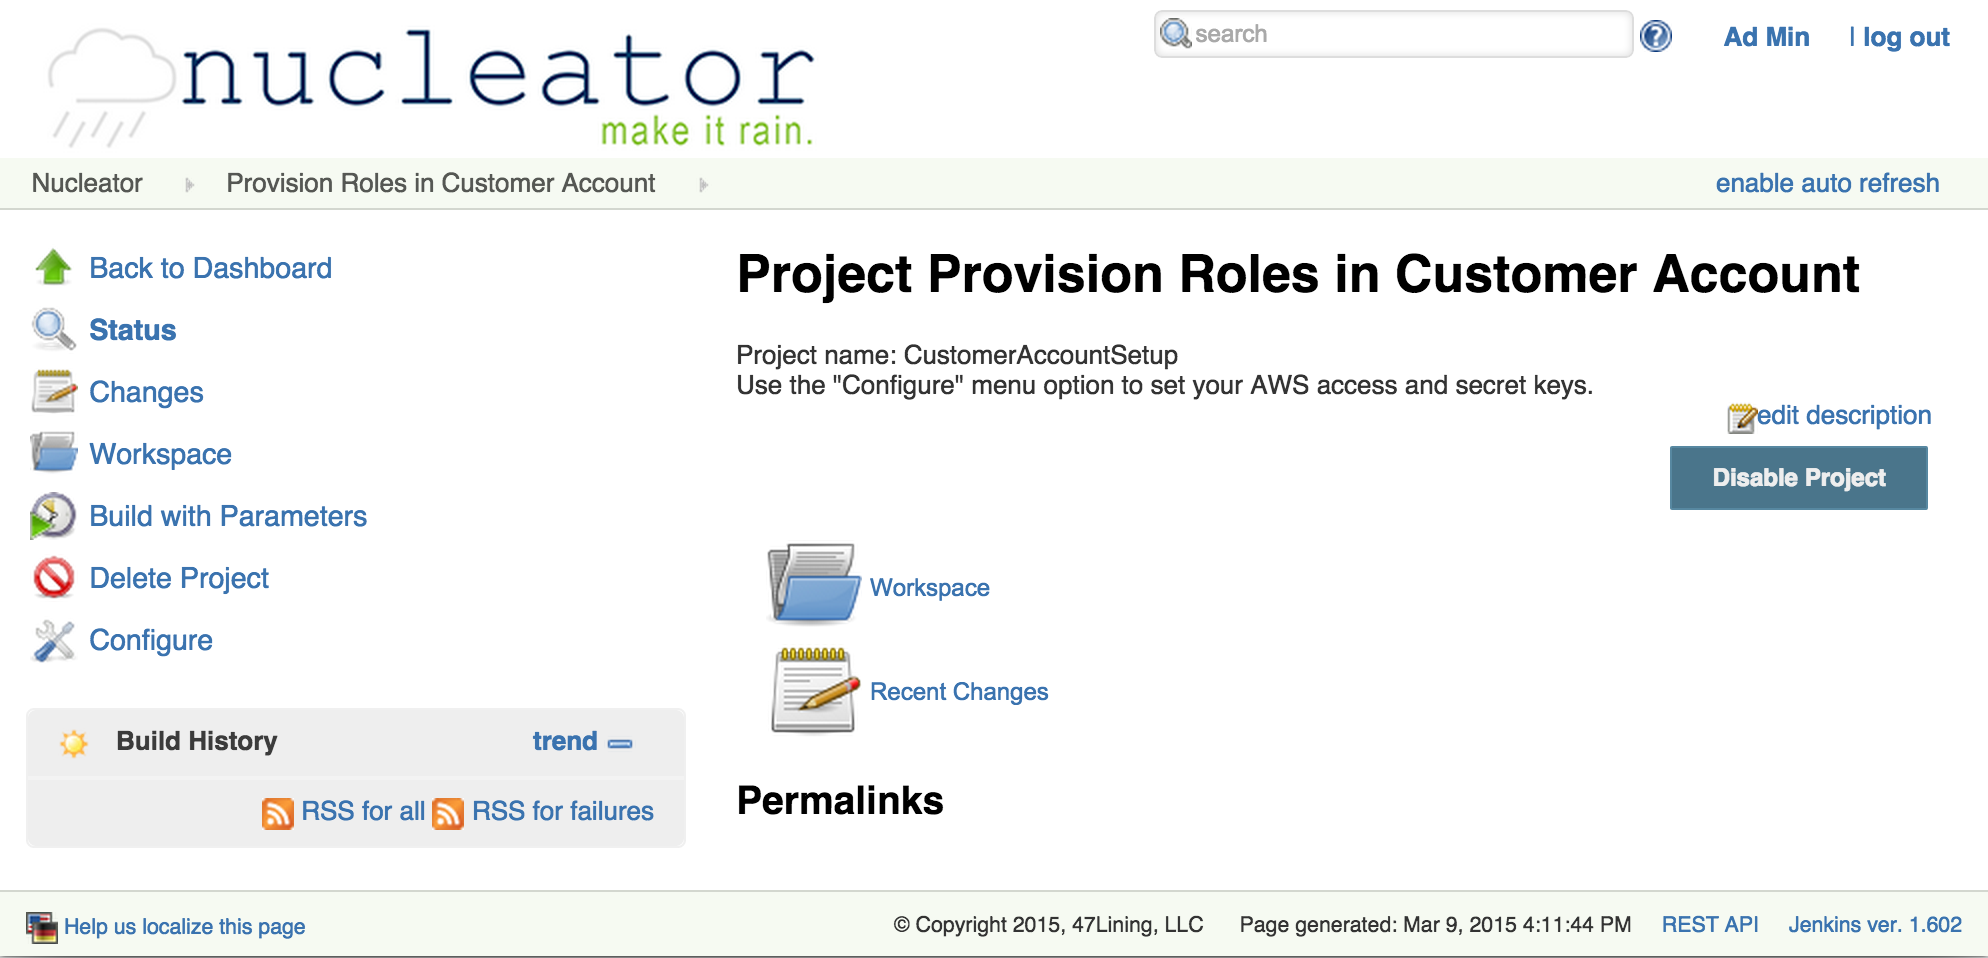 nucleator
make it rain.
search
Ad Min | log out
Nucleator Provision Roles in Customer Account enable auto refresh
Back to Dashboard
Status
Changes
Workspace
Build with Parameters
Delete Project
Configure
Build History trend
RSS for all RSS for failures
Project Provision Roles in Customer Account
Project name: CustomerAccountSetup
Use the "Configure" menu option to set your AWS access and secret keys.
edit description
Disable Project
Workspace
Recent Changes
Permalinks
Help us localize this page © Copyright 2015, 47Lining, LLC Page generated: Mar 9, 2015 4:11:44 PM REST API Jenkins ver. 1.602